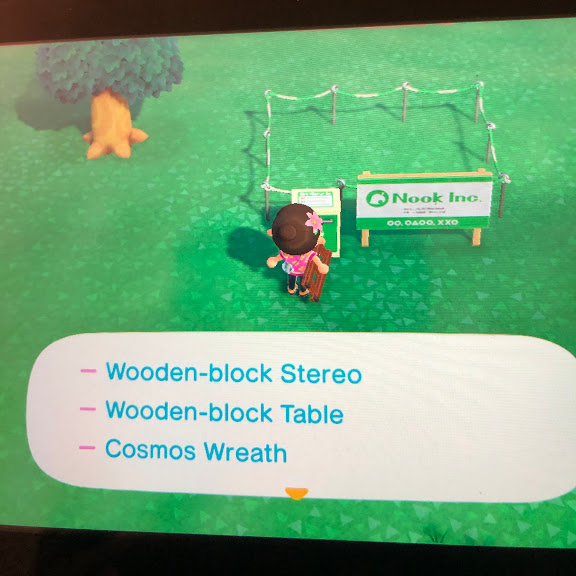 Nook Inc.
– Wooden-block Stereo
– Wooden-block Table
– Cosmos Wreath